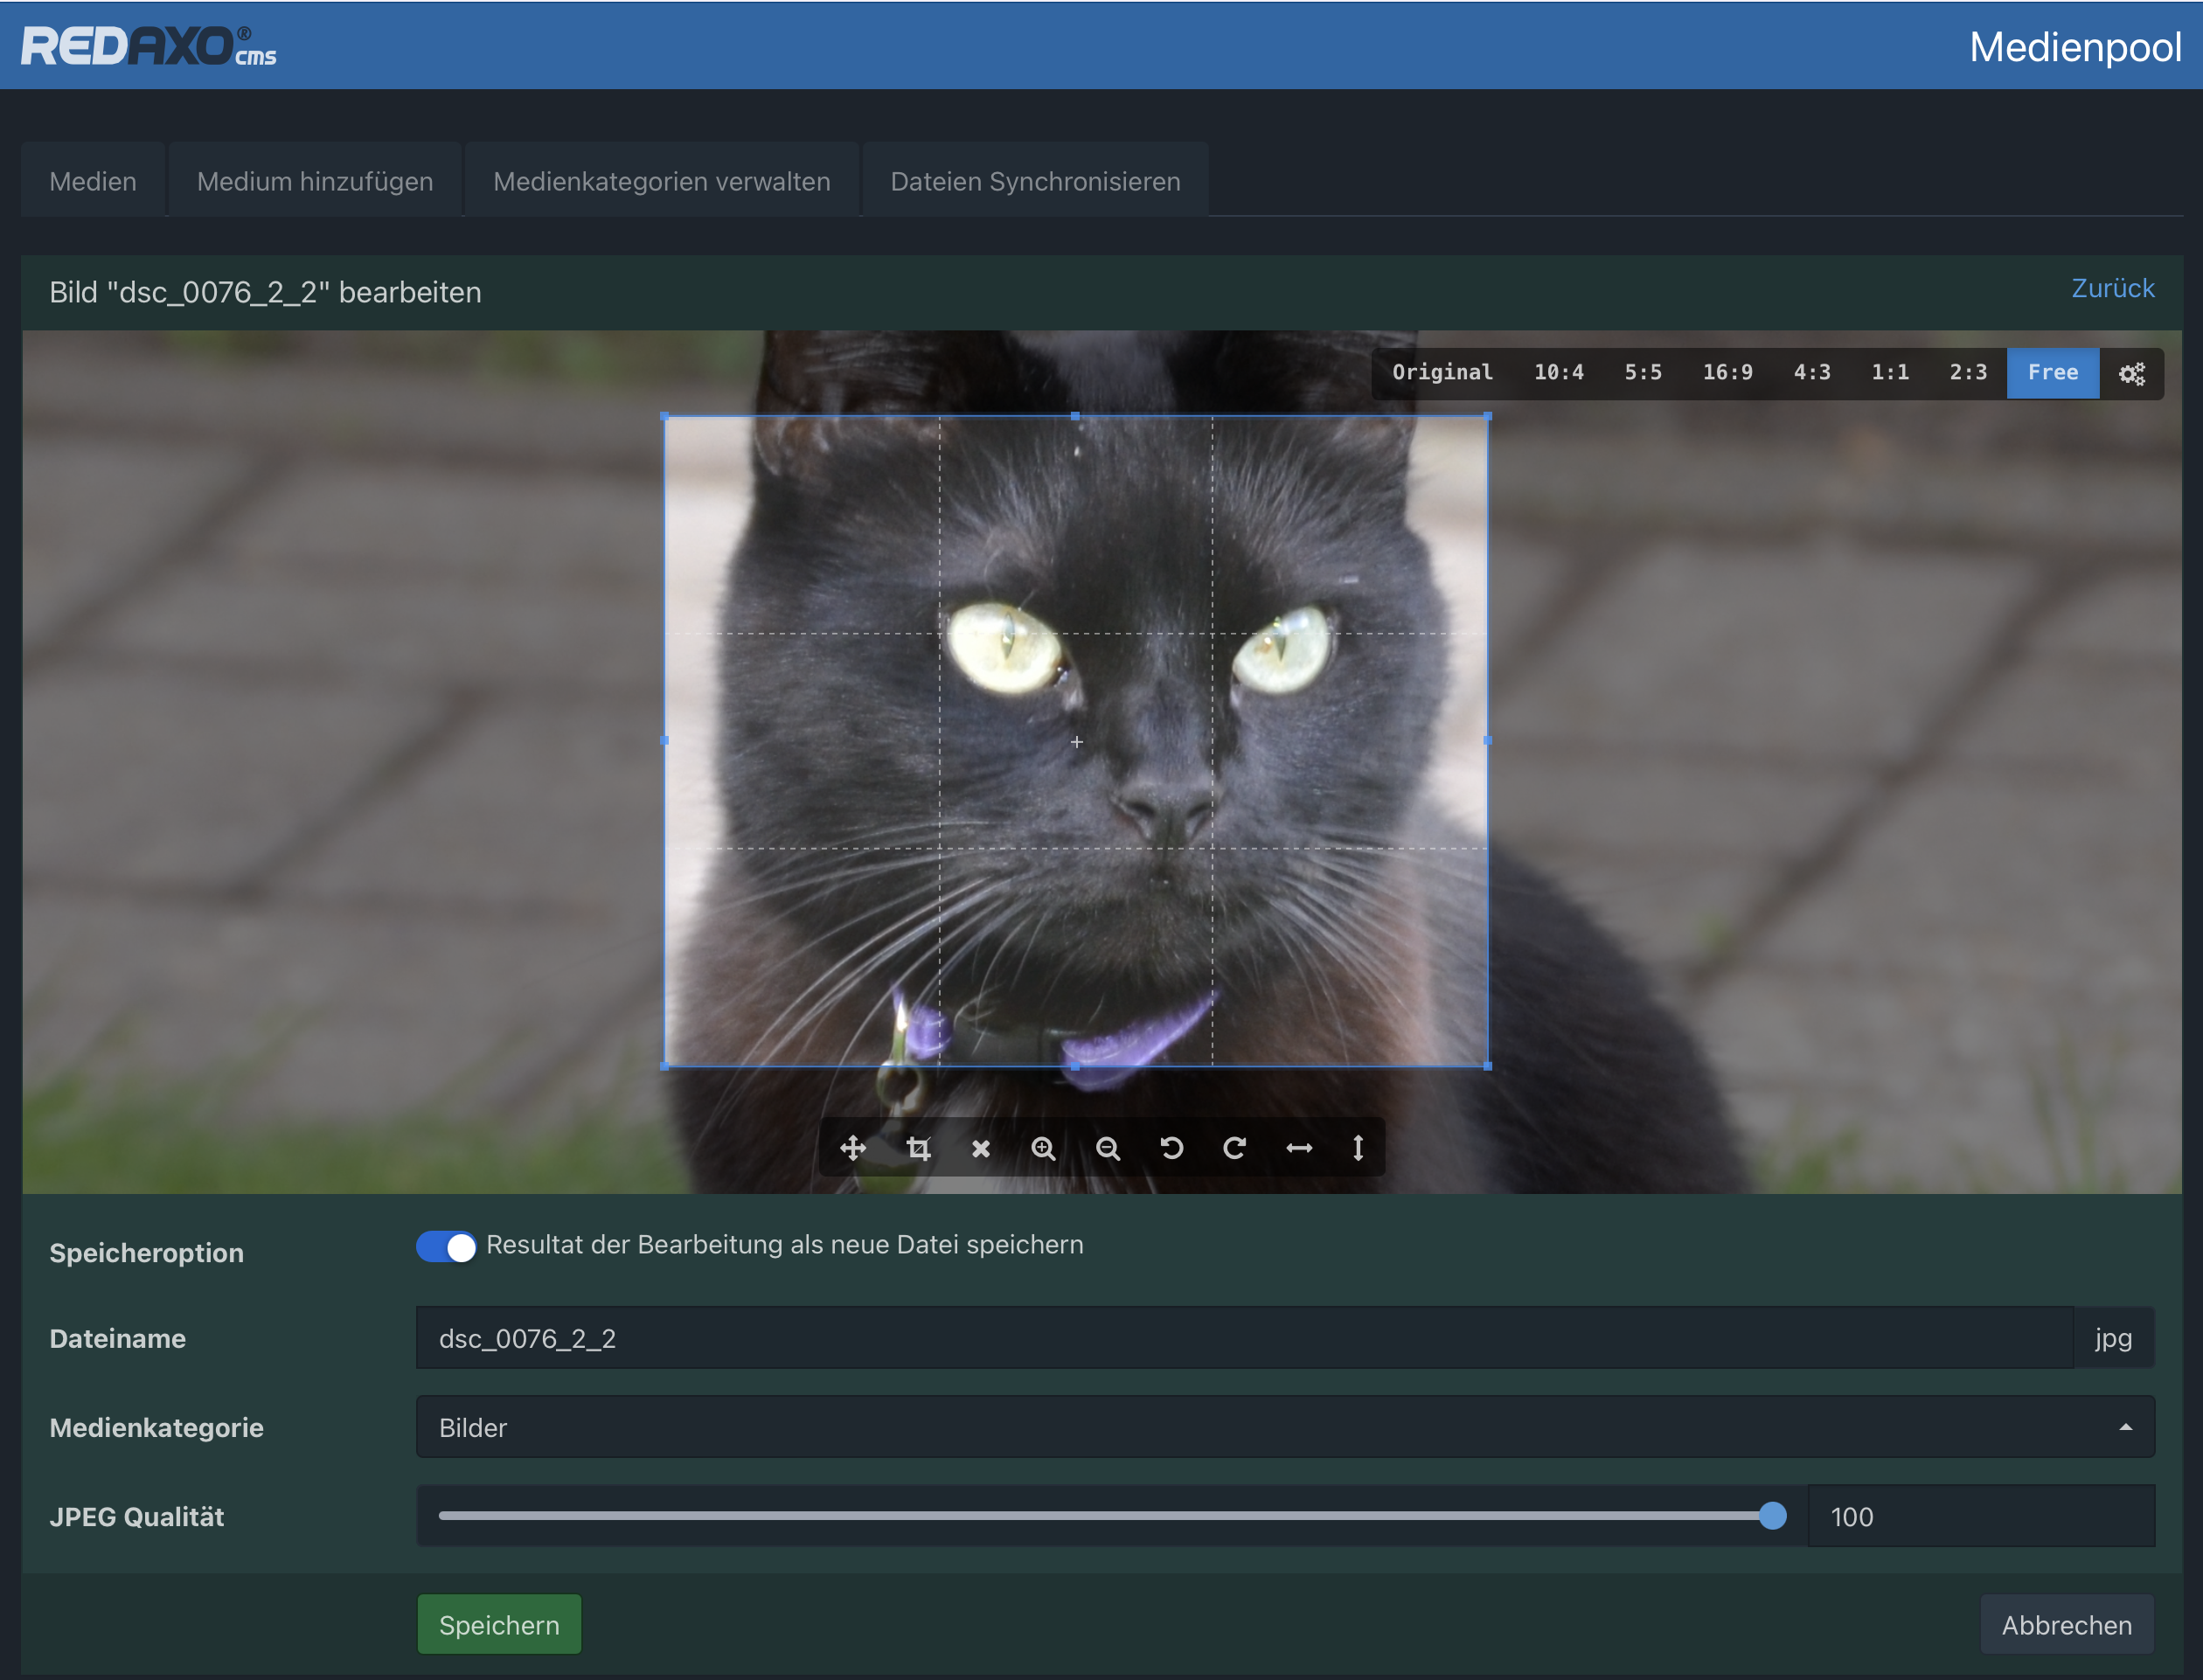 REDAXO® cms
Medienpool
Medien
Medium hinzufügen
Medienkategorien verwalten
Dateien Synchronisieren
Bild "dsc_0076_2_2" bearbeiten
Zurück
Original 10:4 5:5 16:9 4:3 1:1 2:3 Free
Speicheroption
Resultat der Bearbeitung als neue Datei speichern
Dateiname
dsc_0076_2_2
jpg
Medienkategorie
Bilder
JPEG Qualität
100
Speichern
Abbrechen